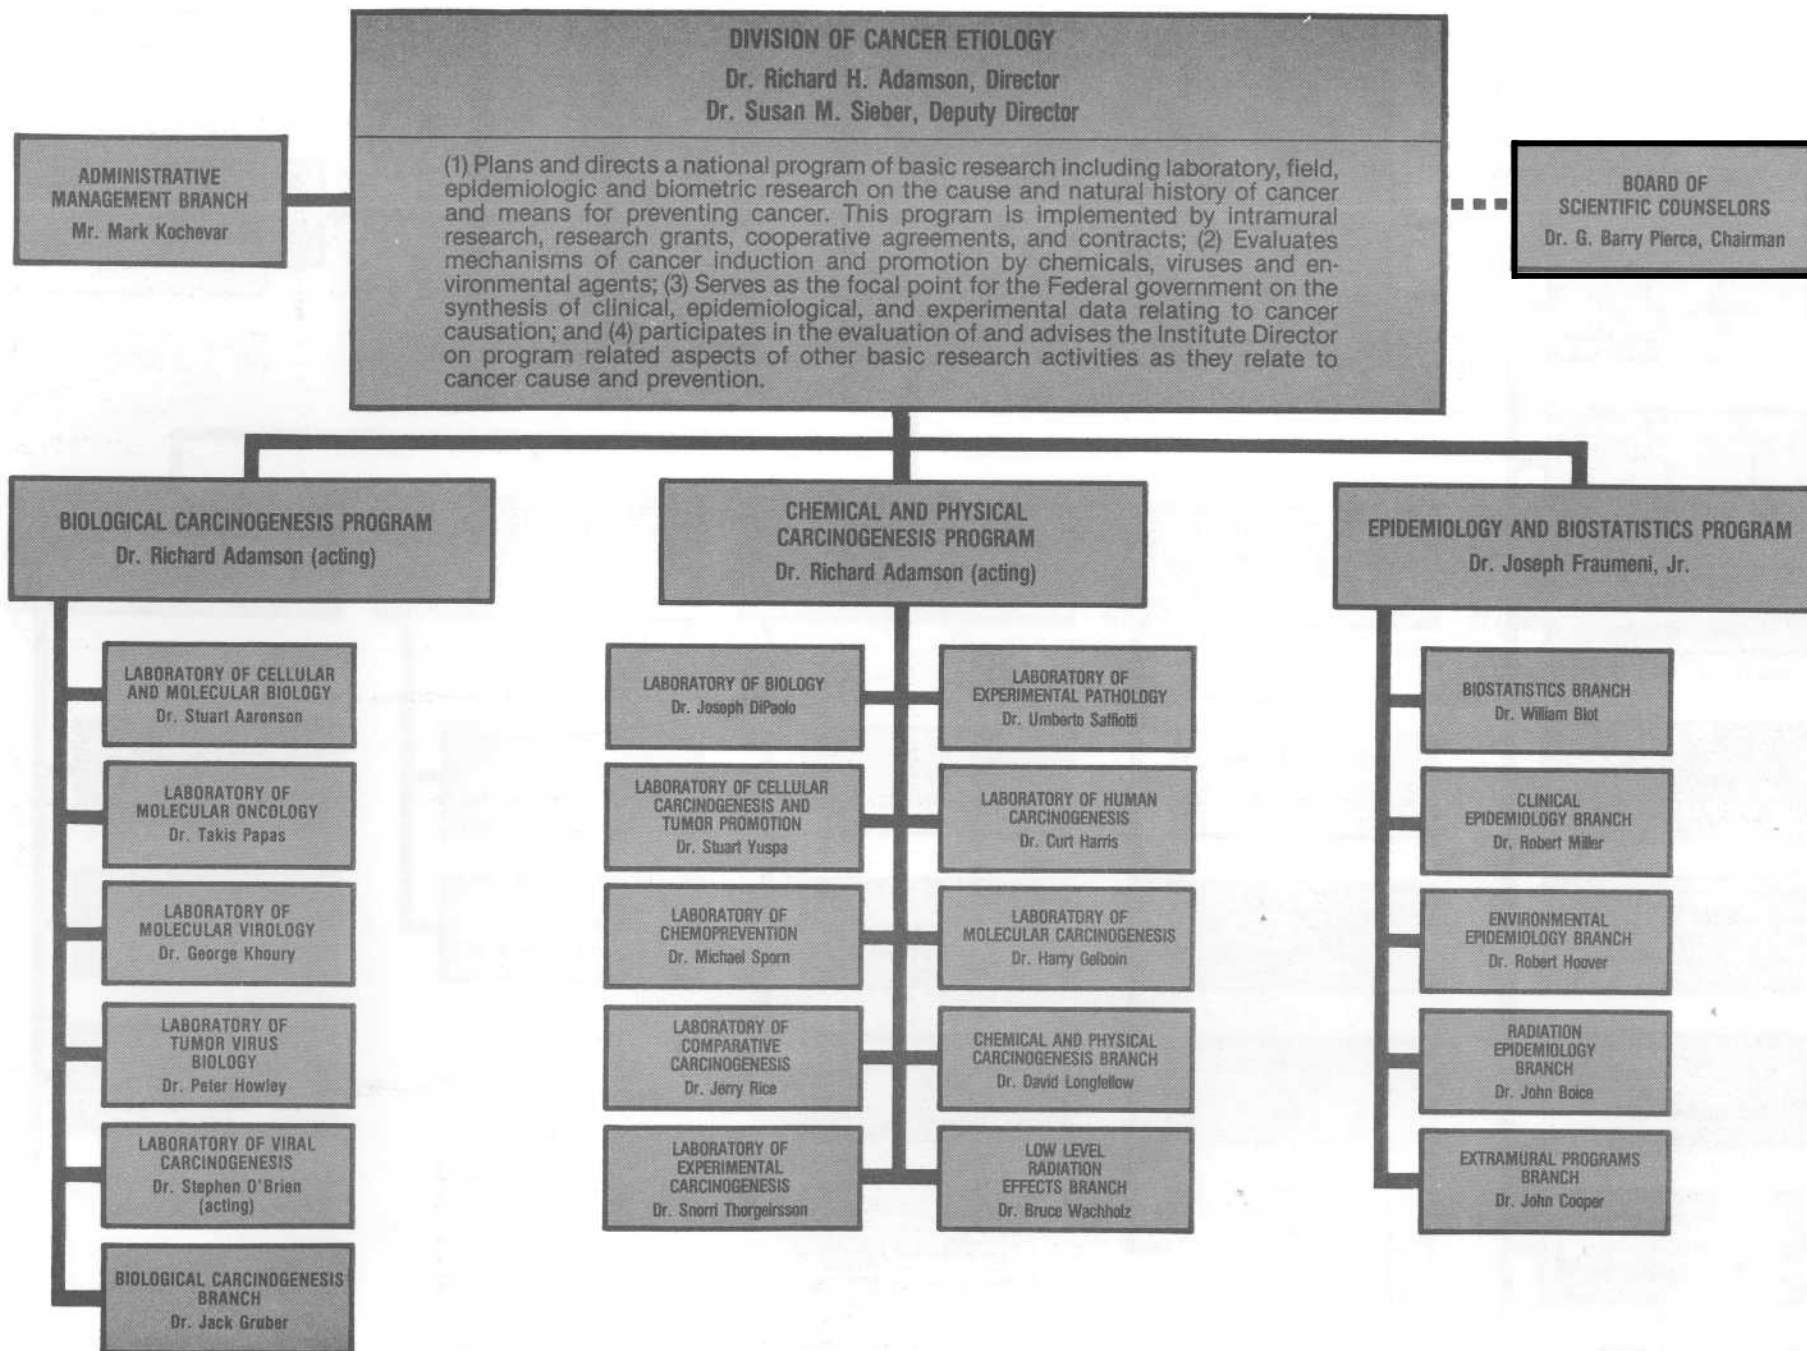 DIVISION OF CANCER ETIOLOGY
Dr. Richard H. Adamson, Director
Dr. Susan M. Sieber, Deputy Director
(1) Plans and directs a national program of basic research including laboratory, field,
epidemiologic and biometric research on the cause and natural history of cancer
and means for preventing cancer. This program is implemented by intramural
research, research grants, cooperative agreements, and contracts; (2) Evaluates
mechanisms of cancer induction and promotion by chemicals, viruses and en-
vironmental agents; (3) Serves as the focal point for the Federal government on the
synthesis of clinical, epidemiological, and experimental data relating to cancer
causation; and (4) participates in the evaluation of and advises the Institute Director
on program related aspects of other basic research activities as they relate to
cancer cause and prevention.
ADMINISTRATIVE
MANAGEMENT BRANCH
Mr. Mark Kochevar
BOARD OF
SCIENTIFIC COUNSELORS
Dr. G. Barry Pierce, Chairman
BIOLOGICAL CARCINOGENESIS PROGRAM
Dr. Richard Adamson (acting)
LABORATORY OF CELLULAR
AND MOLECULAR BIOLOGY
Dr. Stuart Aaronson
LABORATORY OF
MOLECULAR ONCOLOGY
Dr. Takis Papas
LABORATORY OF
MOLECULAR VIROLOGY
Dr. George Khoury
LABORATORY OF
TUMOR VIRUS
BIOLOGY
Dr. Peter Howley
LABORATORY OF VIRAL
CARCINOGENESIS
Dr. Stephen O'Brien
(acting)
BIOLOGICAL CARCINOGENESIS
BRANCH
Dr. Jack Gruber
CHEMICAL AND PHYSICAL
CARCINOGENESIS PROGRAM
Dr. Richard Adamson (acting)
LABORATORY OF BIOLOGY
Dr. Joseph DiPaolo
LABORATORY OF CELLULAR
CARCINOGENESIS AND
TUMOR PROMOTION
Dr. Stuart Yuspa
LABORATORY OF
CHEMOPREVENTION
Dr. Michael Sporn
LABORATORY OF
COMPARATIVE
CARCINOGENESIS
Dr. Jerry Rice
LABORATORY OF
EXPERIMENTAL
CARCINOGENESIS
Dr. Snorri Thorgeirsson
LABORATORY OF
EXPERIMENTAL PATHOLOGY
Dr. Umberto Saffiotti
LABORATORY OF HUMAN
CARCINOGENESIS
Dr. Curt Harris
LABORATORY OF
MOLECULAR CARCINOGENESIS
Dr. Harry Gelboin
CHEMICAL AND PHYSICAL
CARCINOGENESIS BRANCH
Dr. David Longfellow
LOW LEVEL
RADIATION
EFFECTS BRANCH
Dr. Bruce Wachholz
EPIDEMIOLOGY AND BIOSTATISTICS PROGRAM
Dr. Joseph Fraumeni, Jr.
BIOSTATISTICS BRANCH
Dr. William Blot
CLINICAL
EPIDEMIOLOGY BRANCH
Dr. Robert Miller
ENVIRONMENTAL
EPIDEMIOLOGY BRANCH
Dr. Robert Hoover
RADIATION
EPIDEMIOLOGY
BRANCH
Dr. John Boice
EXTRAMURAL PROGRAMS
BRANCH
Dr. John Cooper